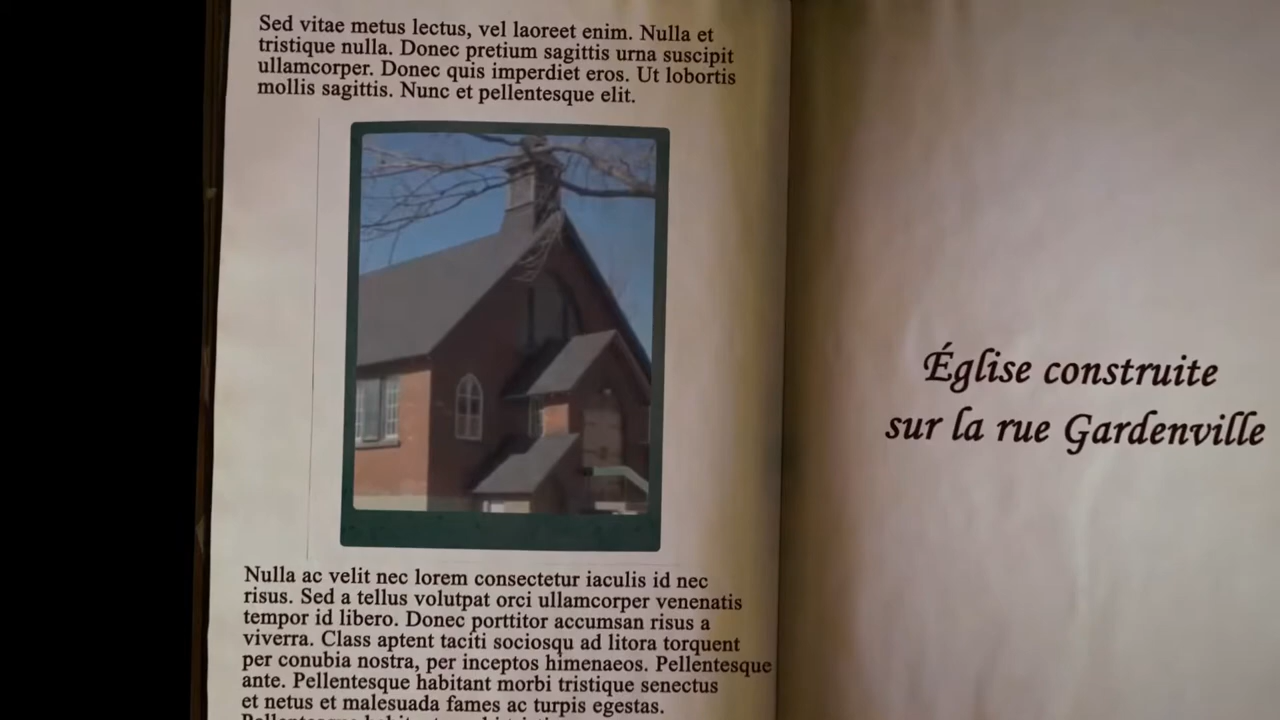 Sed vitae metus lectus, vel laoreet enim. Nulla et
tristique nulla. Donec pretium sagittis urna suscipit
ullamcorper. Donec quis imperdiet eros. Ut lobortis
mollis sagittis. Nunc et pellentesque elit.
Nulla ac velit nec lorem consectetur iaculis id nec
risus. Sed a tellus volutpat orci ullamcorper venenatis
tempor id libero. Donec porttitor accumsan risus a
viverra. Class aptent taciti sociosqu ad litora torquent
per conubia nostra, per inceptos himenaeos. Pellentesque
ante. Pellentesque habitant morbi tristique senectus
et netus et malesuada fames ac turpis egestas.
Église construite
sur la rue Gardenville